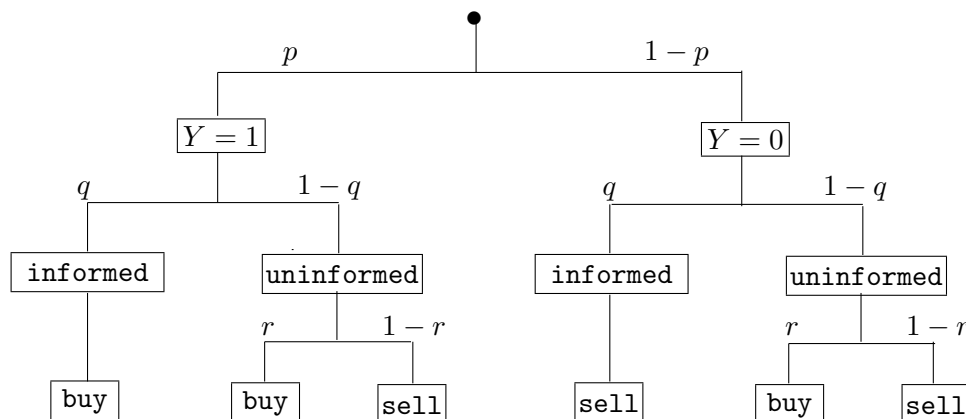 p 1 − p
Y = 1 Y = 0
q 1 − q q 1 − q
informed uninformed informed uninformed
r 1 − r r 1 − r
buy buy sell sell buy sell